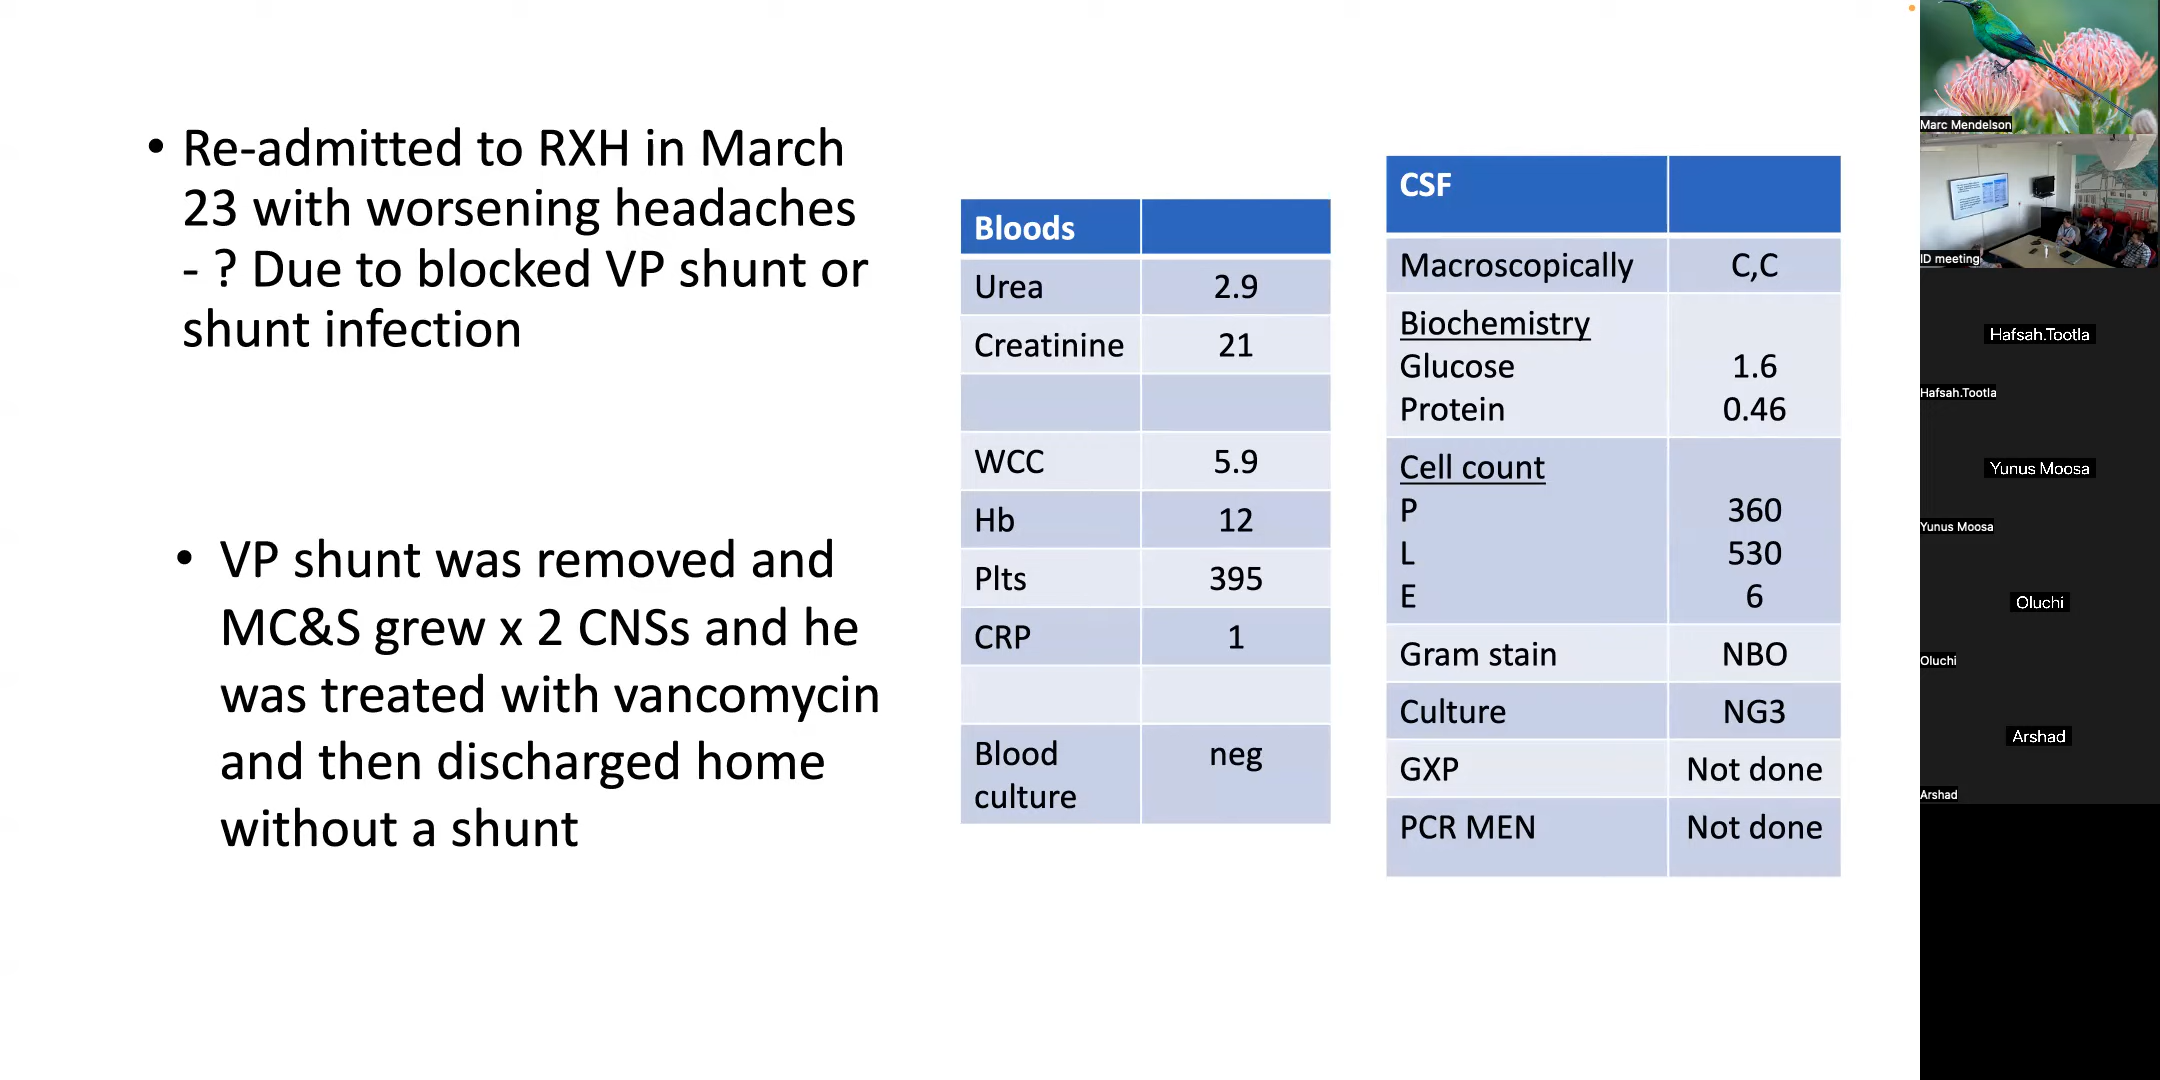 • Re-admitted to RXH in March
23 with worsening headaches
- ? Due to blocked VP shunt or
shunt infection
• VP shunt was removed and
MC&S grew x 2 CNSs and he
was treated with vancomycin
and then discharged home
without a shunt
Bloods
Urea 2.9
Creatinine 21
WCC 5.9
Hb 12
Plts 395
CRP 1
Blood neg
culture
CSF
Macroscopically C,C
Biochemistry
Glucose 1.6
Protein 0.46
Cell count
P 360
L 530
E 6
Gram stain NBO
Culture NG3
GXP Not done
PCR MEN Not done
Marc Mendelson
ID meeting
Hafsah.Tootla
Hafsah.Tootla
Yunus Moosa
Yunus Moosa
Oluchi
Oluchi
Arshad
Arshad